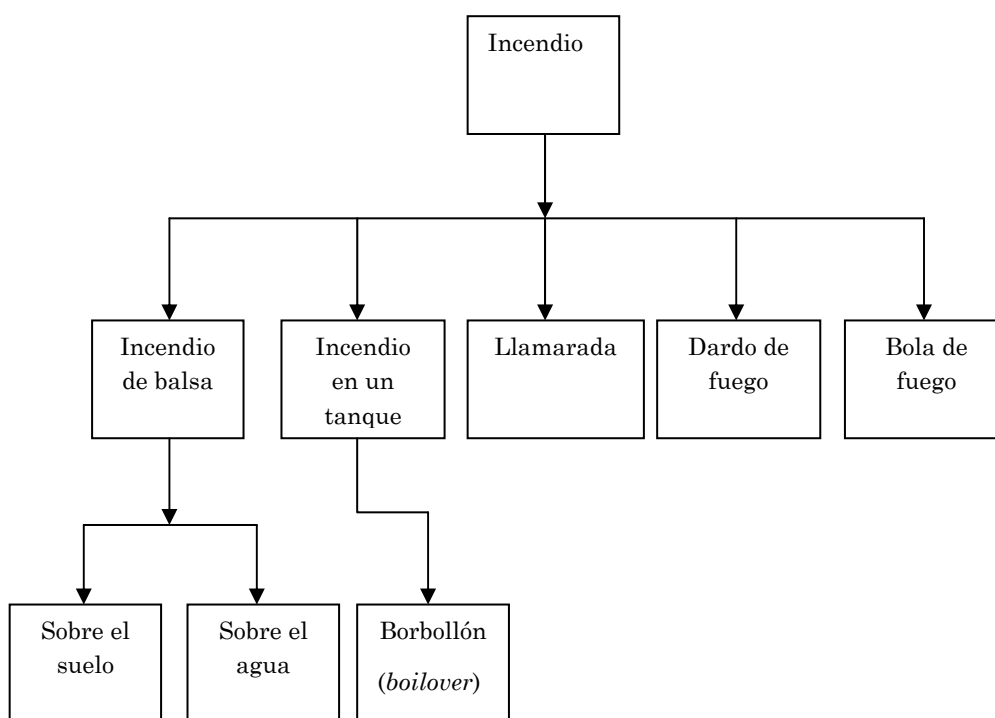 Incendio
Incendio
de balsa
Incendio
en un
tanque
Llamarada
Dardo de
fuego
Bola de
fuego
Sobre el
suelo
Sobre el
agua
Borbollón
(boilover)